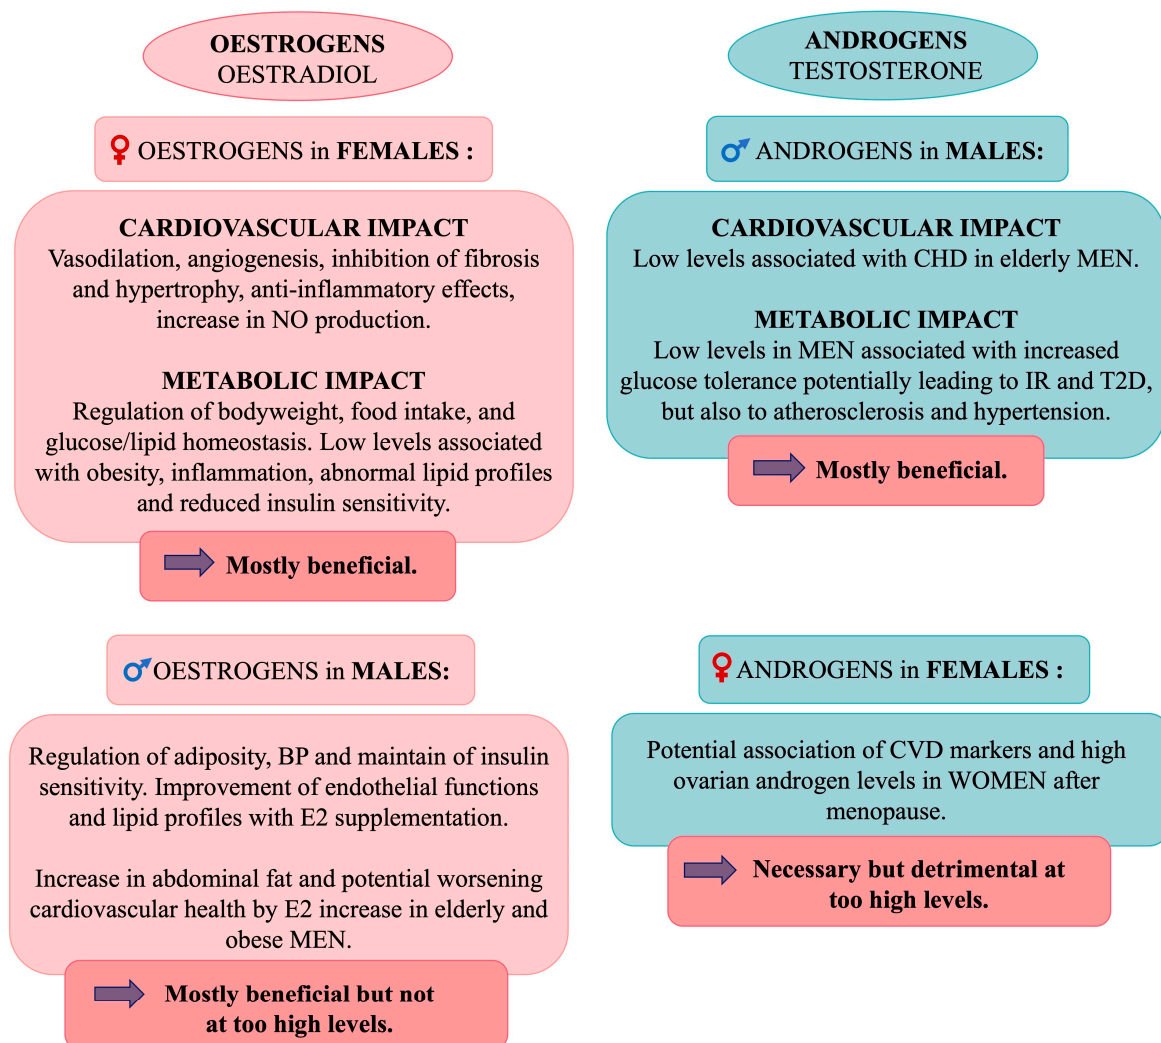 OESTROGENS
OESTRADIOL
OESTROGENS in FEMALES :
CARDIOVASCULAR IMPACT
Vasodilation, angiogenesis, inhibition of fibrosis
and hypertrophy, anti-inflammatory effects,
increase in NO production.
METABOLIC IMPACT
Regulation of bodyweight, food intake, and
glucose/lipid homeostasis. Low levels associated
with obesity, inflammation, abnormal lipid profiles
and reduced insulin sensitivity.
Mostly beneficial.
OESTROGENS in MALES:
Regulation of adiposity, BP and maintain of insulin
sensitivity. Improvement of endothelial functions
and lipid profiles with E2 supplementation.
Increase in abdominal fat and potential worsening
cardiovascular health by E2 increase in elderly and
obese MEN.
Mostly beneficial but not
at too high levels.
ANDROGENS
TESTOSTERONE
ANDROGENS in MALES:
CARDIOVASCULAR IMPACT
Low levels associated with CHD in elderly MEN.
METABOLIC IMPACT
Low levels in MEN associated with increased
glucose tolerance potentially leading to IR and T2D,
but also to atherosclerosis and hypertension.
Mostly beneficial.
ANDROGENS in FEMALES :
Potential association of CVD markers and high
ovarian androgen levels in WOMEN after
menopause.
Necessary but detrimental at
too high levels.